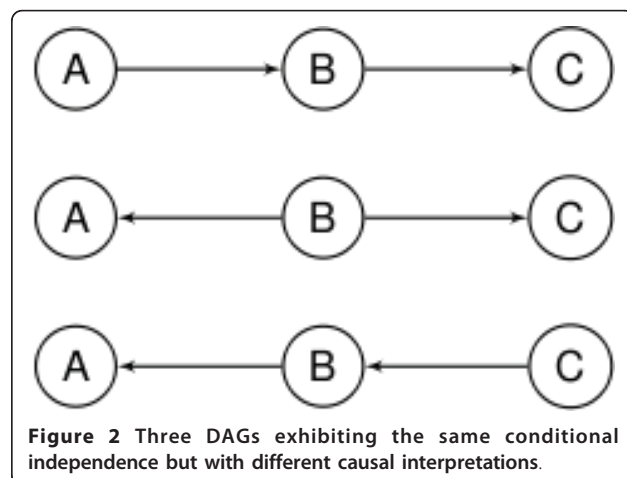 A B C
A B C
A B C
Figure 2 Three DAGs exhibiting the same conditional
independence but with different causal interpretations.